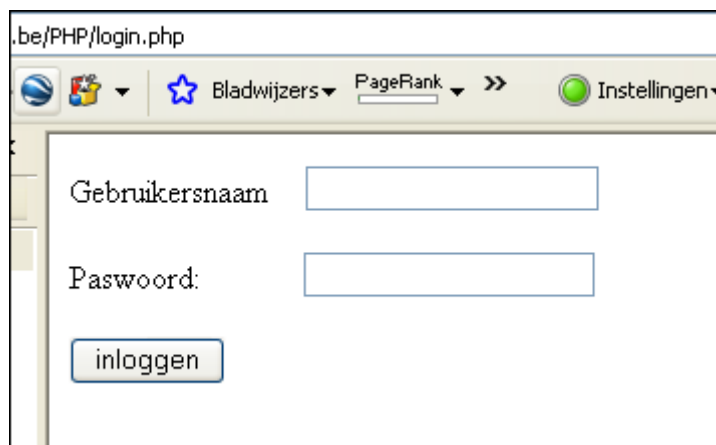 .be/PHP/login.php
Bladwijzers PageRank » Instellingen
Gebruikersnaam
Paswoord:
inloggen